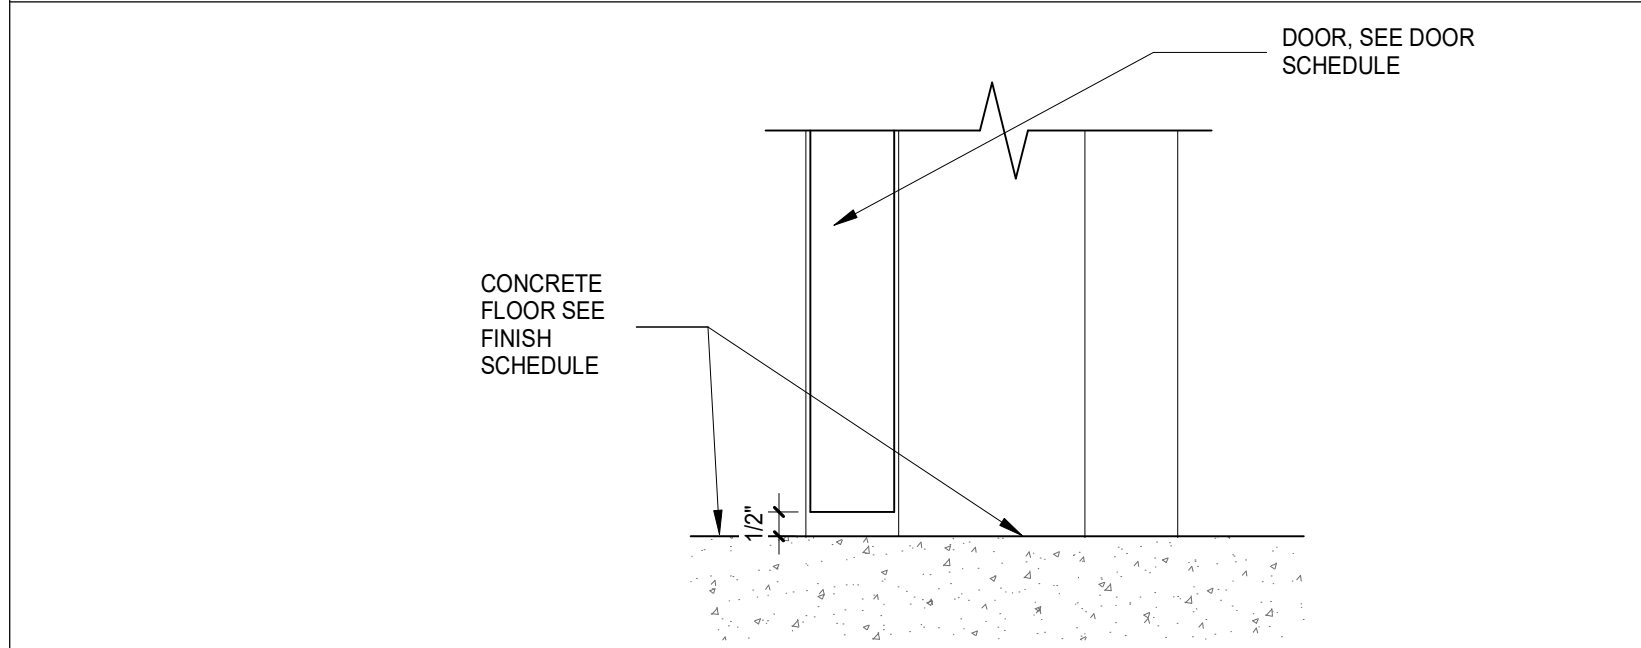 DOOR, SEE DOOR
SCHEDULE
CONCRETE
FLOOR SEE
FINISH
SCHEDULE
1/2"